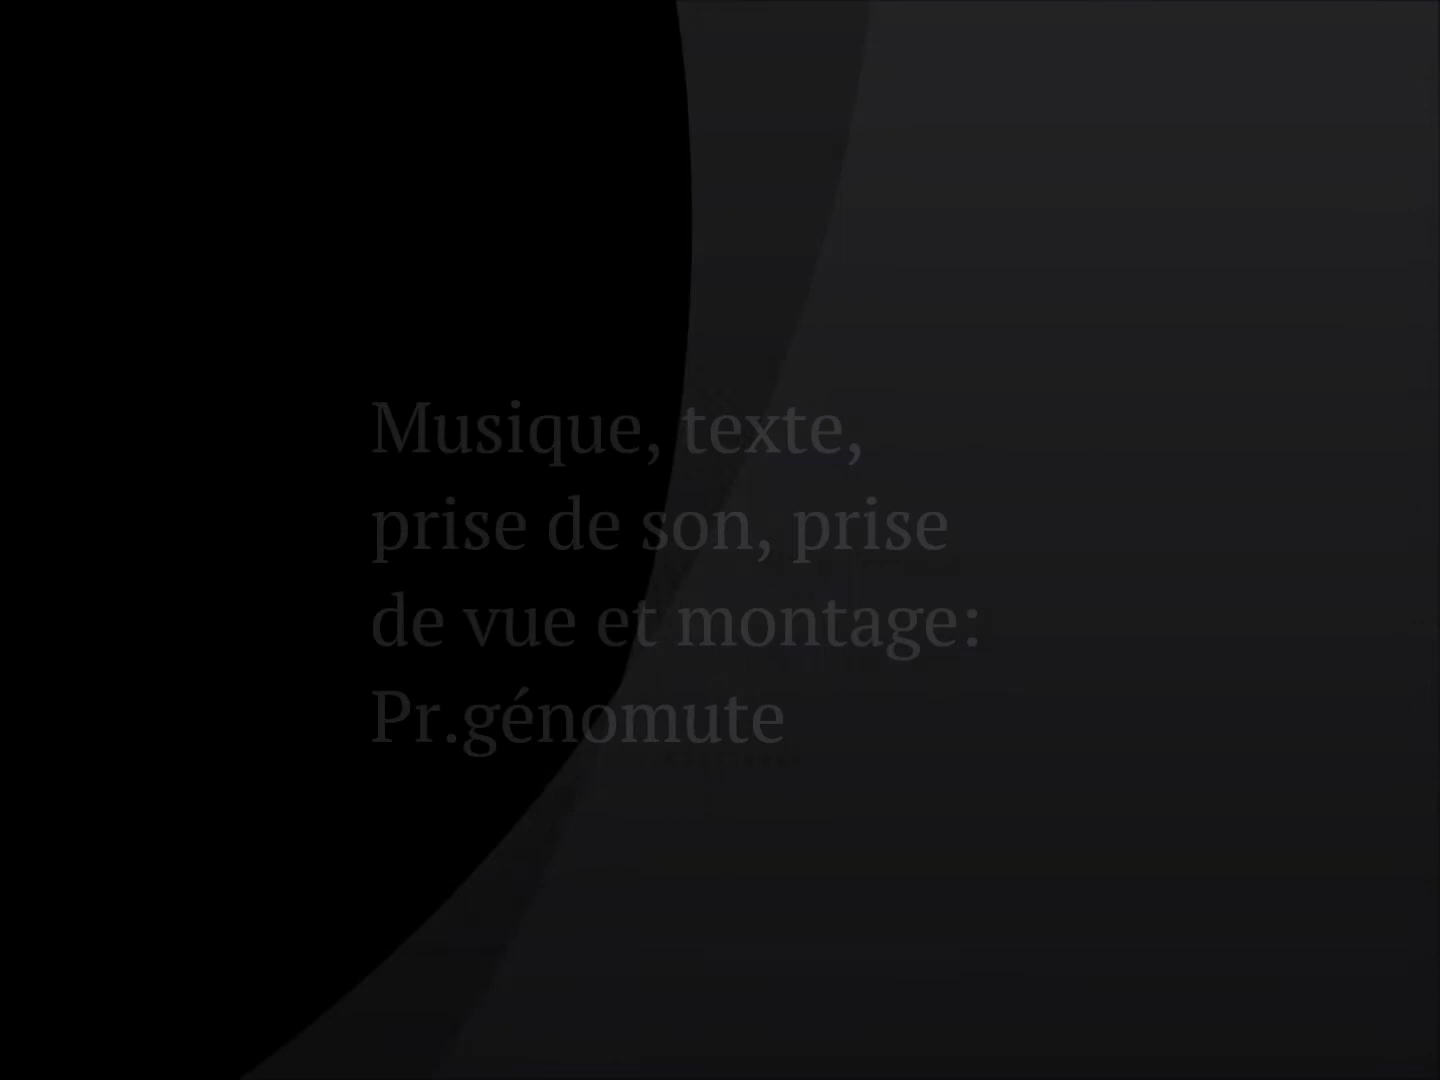 Musique, texte,
prise de son, prise
de vue et montage:
Pr.génomute